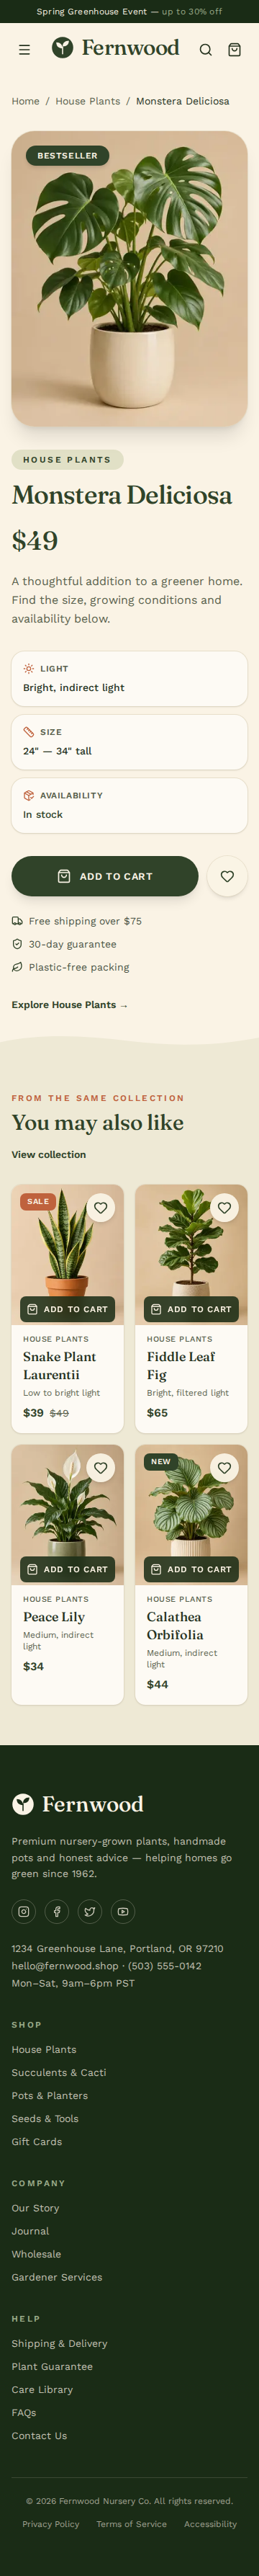 Spring Greenhouse Event — up to 30% off
Fernwood
Home / House Plants / Monstera Deliciosa
BESTSELLER
HOUSE PLANTS
Monstera Deliciosa
$49
A thoughtful addition to a greener home.
Find the size, growing conditions and
availability below.
LIGHT
Bright, indirect light
SIZE
24" — 34" tall
AVAILABILITY
In stock
ADD TO CART
Free shipping over $75
30-day guarantee
Plastic-free packing
Explore House Plants →
FROM THE SAME COLLECTION
You may also like
View collection
SALE
ADD TO CART
HOUSE PLANTS
Snake Plant
Laurentii
Low to bright light
$39 $49
ADD TO CART
HOUSE PLANTS
Fiddle Leaf
Fig
Bright, filtered light
$65
ADD TO CART
HOUSE PLANTS
Peace Lily
Medium, indirect
light
$34
NEW
ADD TO CART
HOUSE PLANTS
Calathea
Orbifolia
Medium, indirect
light
$44
Fernwood
Premium nursery-grown plants, handmade
pots and honest advice — helping homes go
green since 1962.
1234 Greenhouse Lane, Portland, OR 97210
hello@fernwood.shop · (503) 555-0142
Mon–Sat, 9am–6pm PST
SHOP
House Plants
Succulents & Cacti
Pots & Planters
Seeds & Tools
Gift Cards
COMPANY
Our Story
Journal
Wholesale
Gardener Services
HELP
Shipping & Delivery
Plant Guarantee
Care Library
FAQs
Contact Us
© 2026 Fernwood Nursery Co. All rights reserved.
Privacy Policy Terms of Service Accessibility